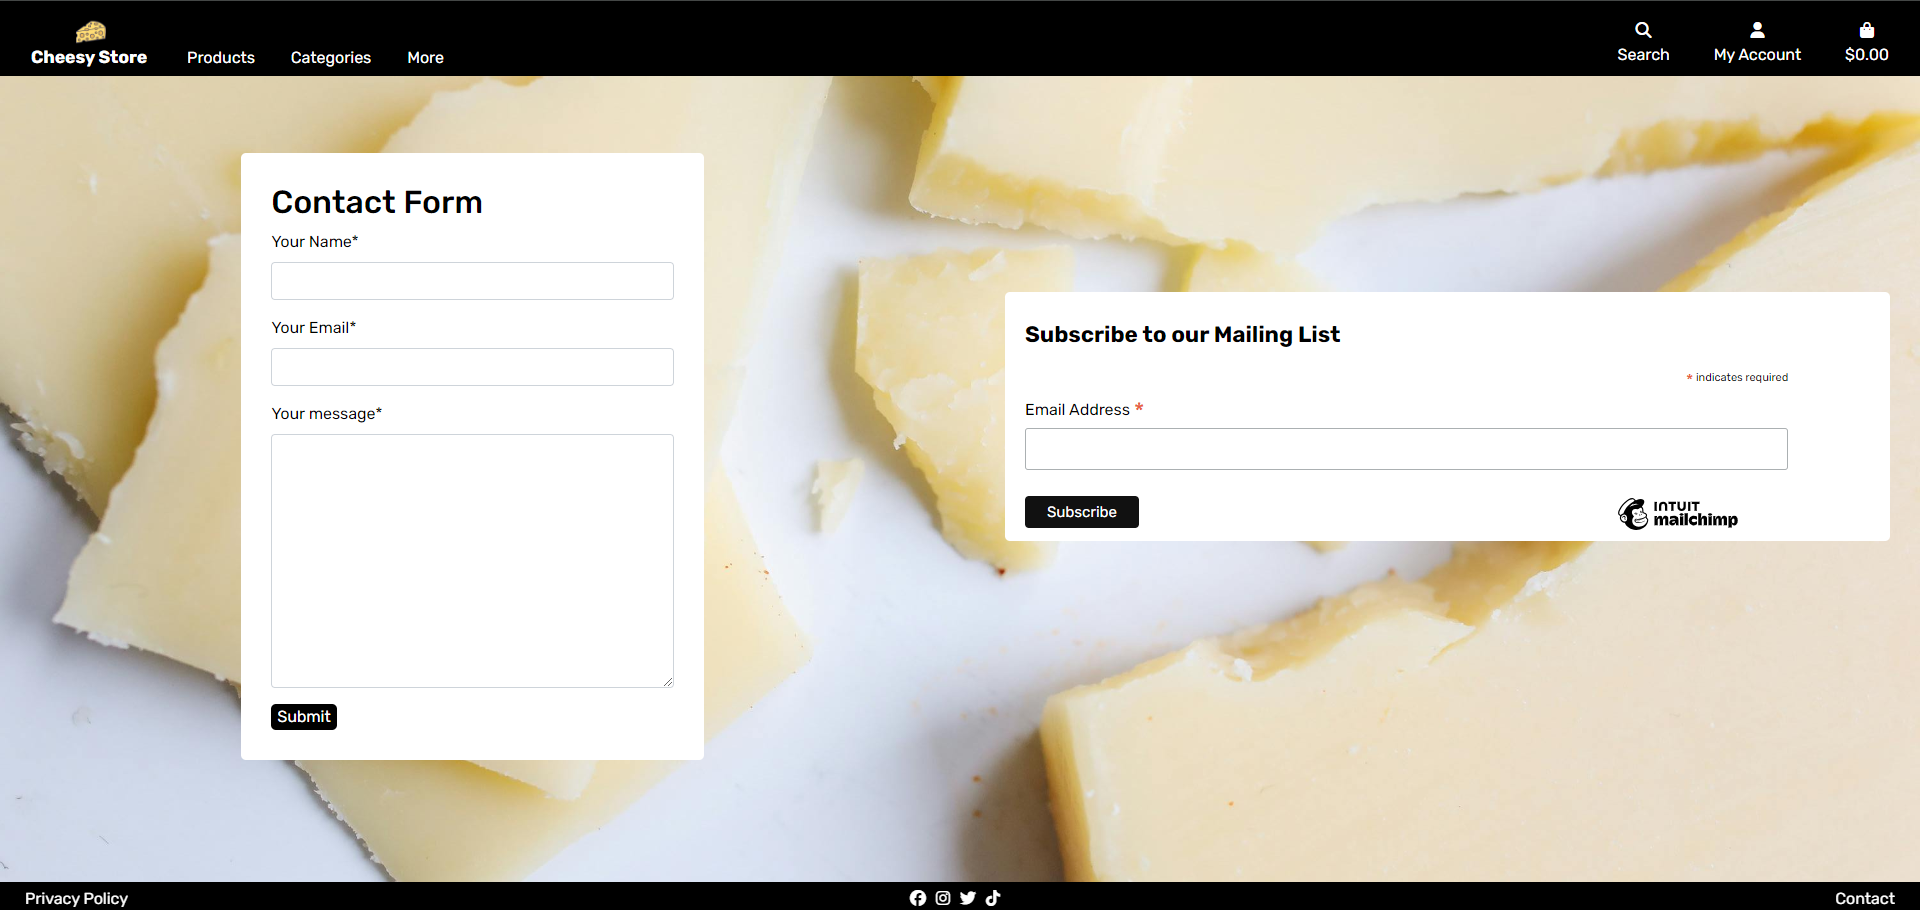 Cheesy Store
Products
Categories
More
Search
My Account
$0.00
Contact Form
Your Name*
Your Email*
Your message*
Submit
Subscribe to our Mailing List
* indicates required
Email Address *
Subscribe
INTUIT
mailchimp
Privacy Policy
Contact